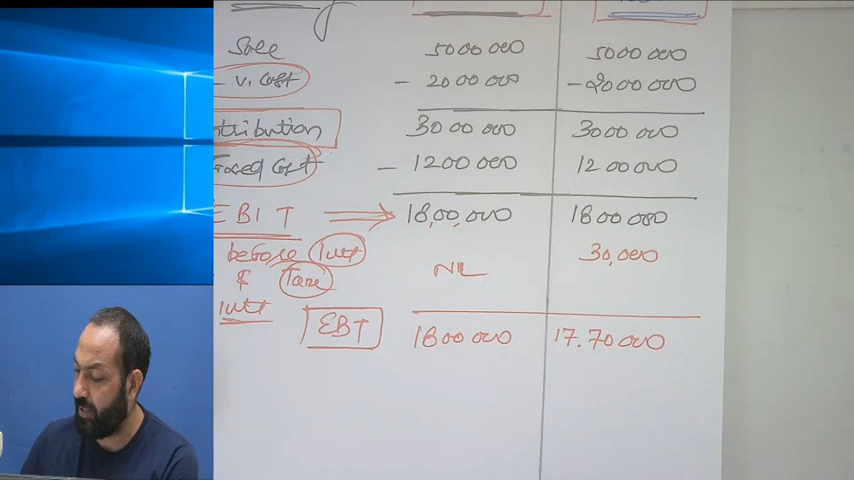 Sale 5000000 5000000
- v. Cost - 2000000 - 2000000
ntribution 3000000 3000000
Fixed Cost - 1200000 1200000
EBIT ⇒ 18,00,000 1800000
before Intt 30,000
& Taxe NIL
Intt
EBT 1800000 17.70000